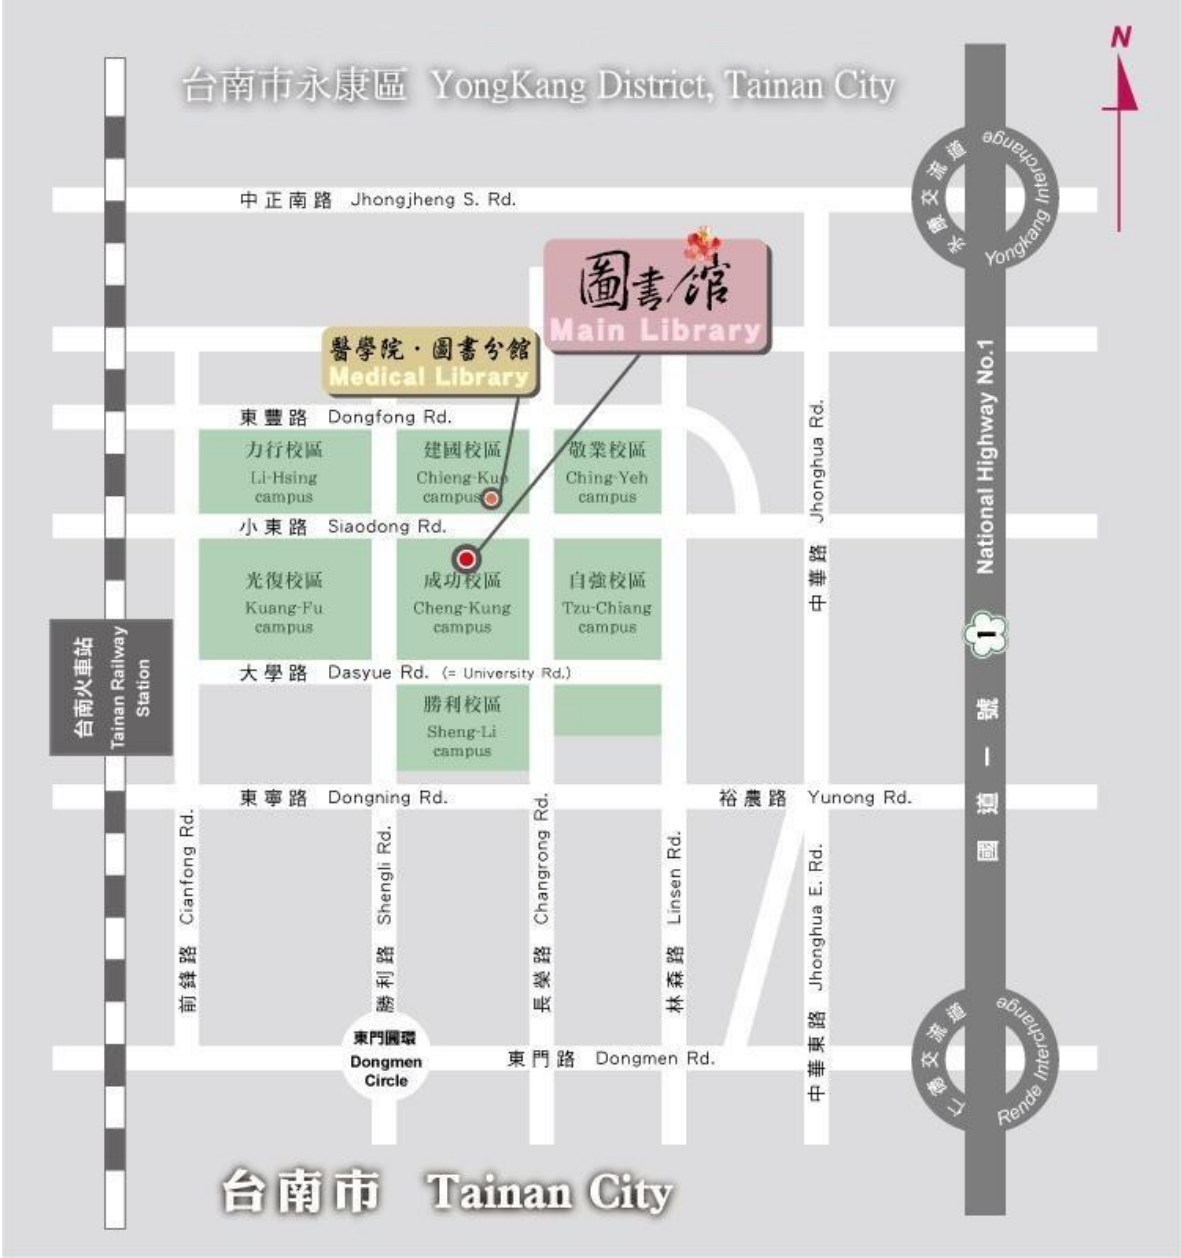 台南市永康區 YongKang District, Tainan City
N
永康交流道 Yongkang Interchange
中正南路 Jhongjheng S. Rd.
圖書館
Main Library
醫學院·圖書分館
Medical Library
東豐路 Dongfong Rd.
力行校區
Li-Hsing
campus
建國校區
Chieng-Kuo
campus
敬業校區
Ching-Yeh
campus
小東路 Siaodong Rd.
光復校區
Kuang-Fu
campus
成功校區
Cheng-Kung
campus
自強校區
Tzu-Chiang
campus
大學路 Dasyue Rd. (= University Rd.)
勝利校區
Sheng-Li
campus
台南火車站
Tainan Railway
Station
中華路 Jhonghua Rd.
國道一號 1 National Highway No.1
東寧路 Dongning Rd.
裕農路 Yunong Rd.
前鋒路 Cianfong Rd.
勝利路 Shengli Rd.
長榮路 Changrong Rd.
林森路 Linsen Rd.
中華東路 Jhonghua E. Rd.
東門圓環
Dongmen
Circle
東門路 Dongmen Rd.
仁德交流道 Rende Interchange
台南市 Tainan City